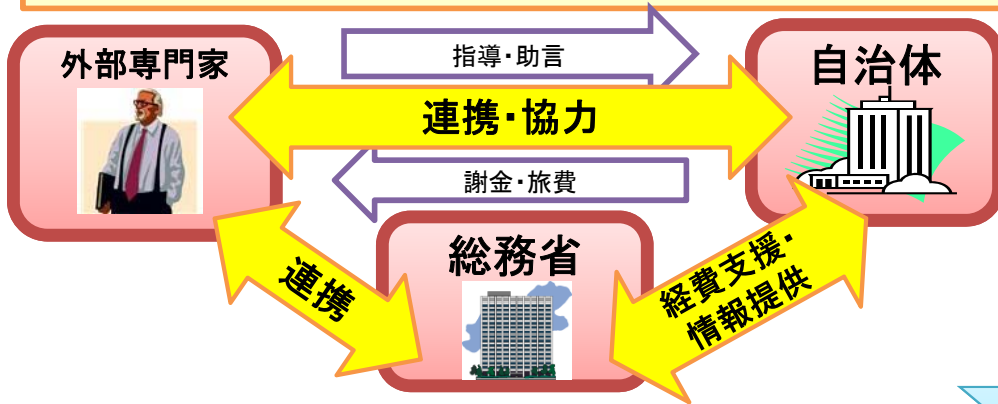 外部専門家
指導・助言
自治体
連携・協力
謝金・旅費
総務省
連携
経費支援・
情報提供